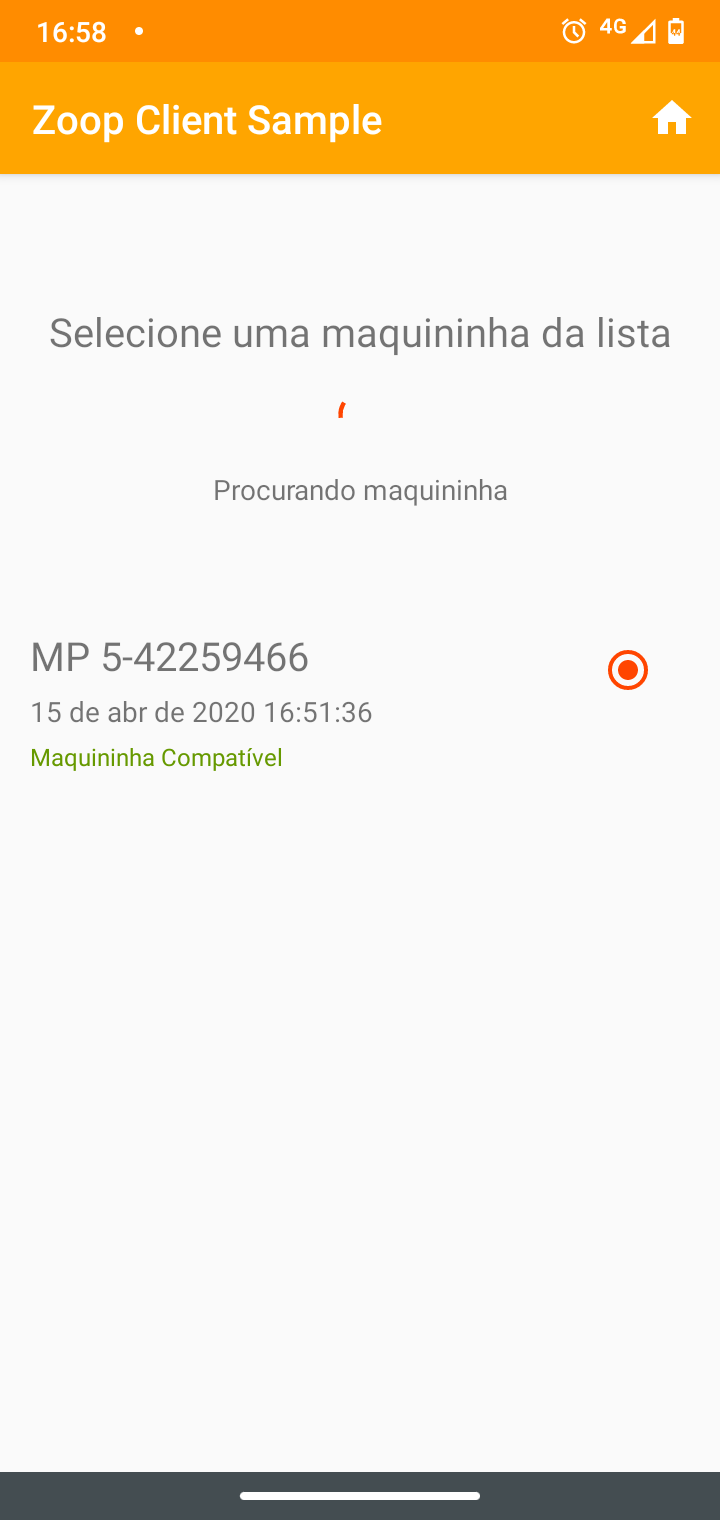 16:58
4G
Zoop Client Sample
Selecione uma maquininha da lista
Procurando maquininha
MP 5-42259466
15 de abr de 2020 16:51:36
Maquininha Compatível